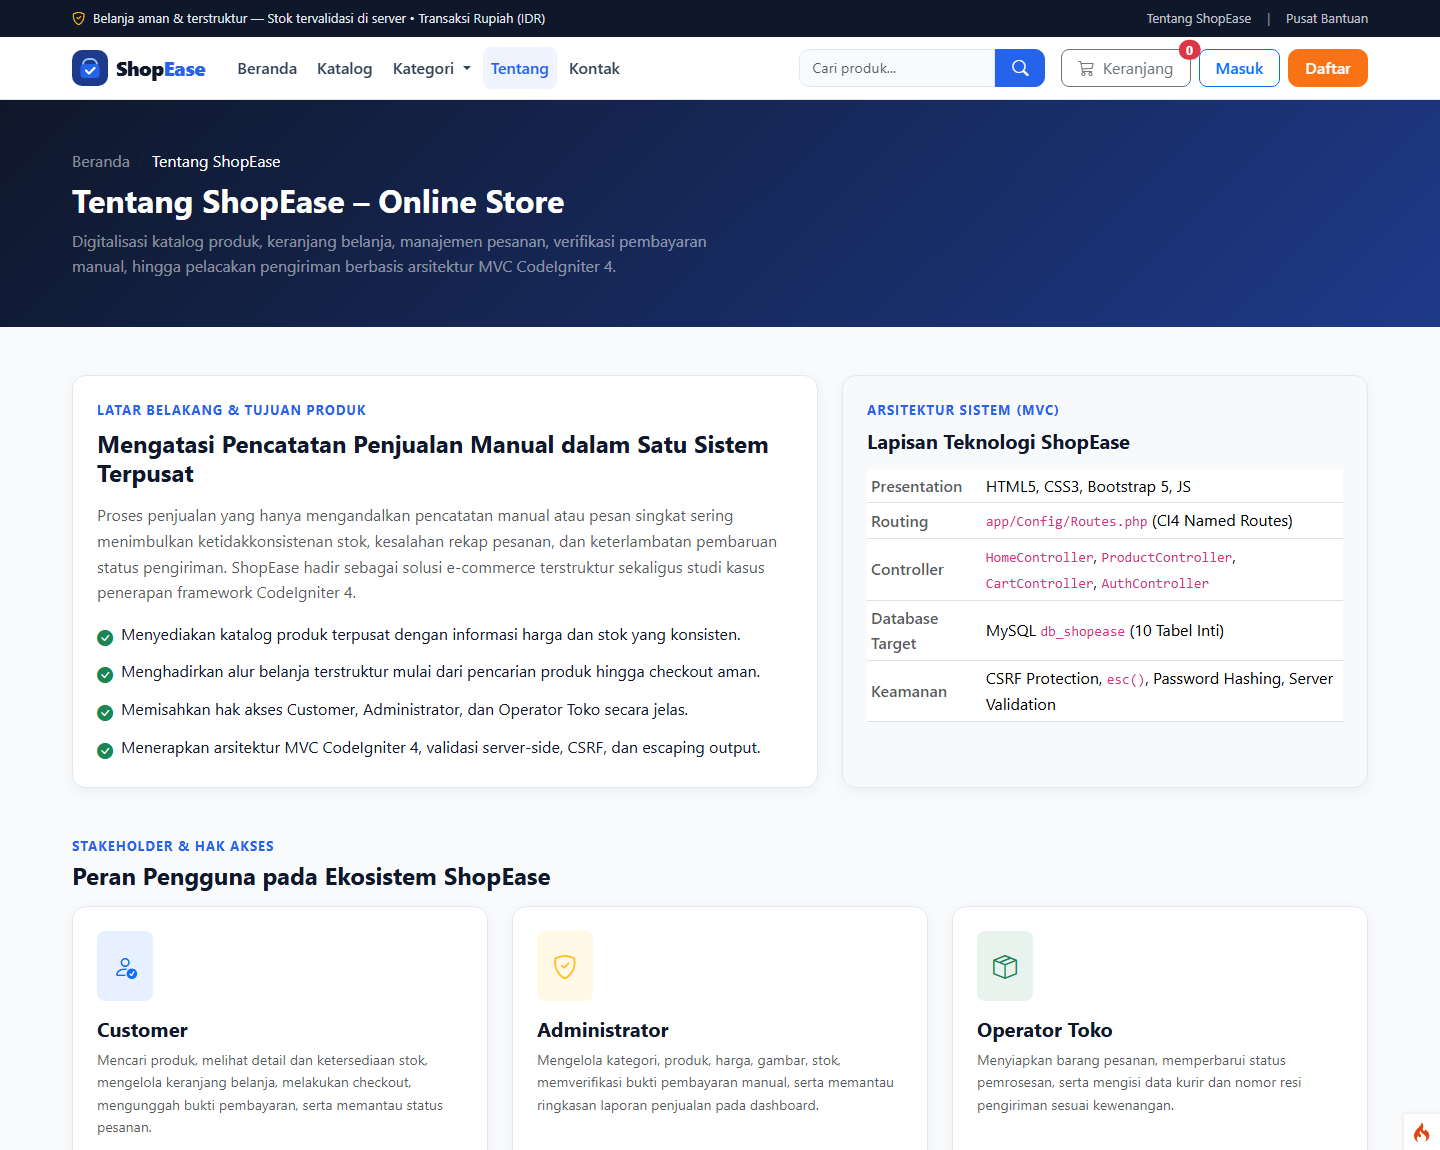 Belanja aman & terstruktur — Stok tervalidasi di server • Transaksi Rupiah (IDR)
Tentang ShopEase | Pusat Bantuan
ShopEase
Beranda
Katalog
Kategori
Tentang
Kontak
Cari produk...
Keranjang
0
Masuk
Daftar
Beranda Tentang ShopEase
Tentang ShopEase – Online Store
Digitalisasi katalog produk, keranjang belanja, manajemen pesanan, verifikasi pembayaran
manual, hingga pelacakan pengiriman berbasis arsitektur MVC CodeIgniter 4.
LATAR BELAKANG & TUJUAN PRODUK
Mengatasi Pencatatan Penjualan Manual dalam Satu Sistem
Terpusat
Proses penjualan yang hanya mengandalkan pencatatan manual atau pesan singkat sering
menimbulkan ketidakkonsistenan stok, kesalahan rekap pesanan, dan keterlambatan pembaruan
status pengiriman. ShopEase hadir sebagai solusi e-commerce terstruktur sekaligus studi kasus
penerapan framework CodeIgniter 4.
Menyediakan katalog produk terpusat dengan informasi harga dan stok yang konsisten.
Menghadirkan alur belanja terstruktur mulai dari pencarian produk hingga checkout aman.
Memisahkan hak akses Customer, Administrator, dan Operator Toko secara jelas.
Menerapkan arsitektur MVC CodeIgniter 4, validasi server-side, CSRF, dan escaping output.
ARSITEKTUR SISTEM (MVC)
Lapisan Teknologi ShopEase
Presentation HTML5, CSS3, Bootstrap 5, JS
Routing app/Config/Routes.php (CI4 Named Routes)
Controller HomeController, ProductController,
CartController, AuthController
Database
Target
MySQL db_shopease (10 Tabel Inti)
Keamanan CSRF Protection, esc(), Password Hashing, Server
Validation
STAKEHOLDER & HAK AKSES
Peran Pengguna pada Ekosistem ShopEase
Customer
Mencari produk, melihat detail dan ketersediaan stok,
mengelola keranjang belanja, melakukan checkout,
mengunggah bukti pembayaran, serta memantau status
pesanan.
Administrator
Mengelola kategori, produk, harga, gambar, stok,
memverifikasi bukti pembayaran manual, serta memantau
ringkasan laporan penjualan pada dashboard.
Operator Toko
Menyiapkan barang pesanan, memperbarui status
pemrosesan, serta mengisi data kurir dan nomor resi
pengiriman sesuai kewenangan.